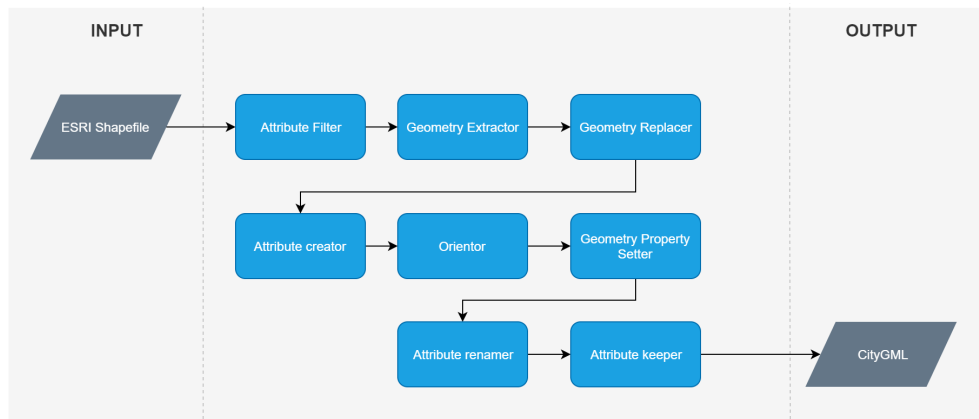 INPUT
OUTPUT
ESRI Shapefile
Attribute Filter
Geometry Extractor
Geometry Replacer
Attribute creator
Orientor
Geometry Property
Setter
Attribute renamer
Attribute keeper
CityGML